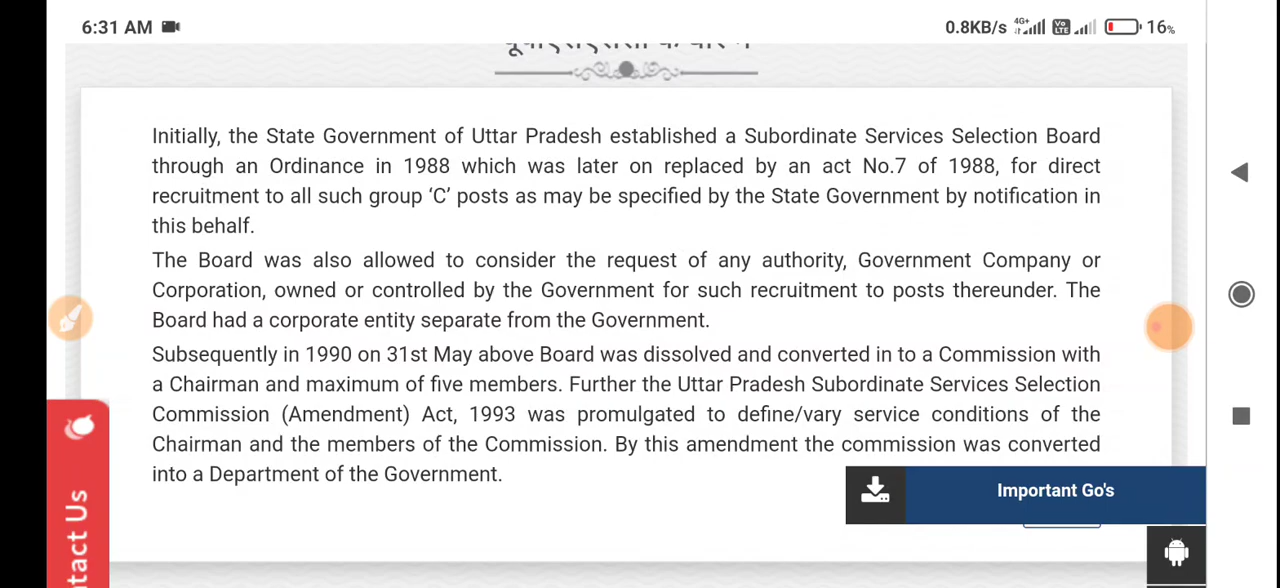 6:31 AM
0.8KB/s 4G+ Vo LTE 16%
Initially, the State Government of Uttar Pradesh established a Subordinate Services Selection Board
through an Ordinance in 1988 which was later on replaced by an act No.7 of 1988, for direct
recruitment to all such group ‘C’ posts as may be specified by the State Government by notification in
this behalf.
The Board was also allowed to consider the request of any authority, Government Company or
Corporation, owned or controlled by the Government for such recruitment to posts thereunder. The
Board had a corporate entity separate from the Government.
Subsequently in 1990 on 31st May above Board was dissolved and converted in to a Commission with
a Chairman and maximum of five members. Further the Uttar Pradesh Subordinate Services Selection
Commission (Amendment) Act, 1993 was promulgated to define/vary service conditions of the
Chairman and the members of the Commission. By this amendment the commission was converted
into a Department of the Government.
Important Go's
tact Us